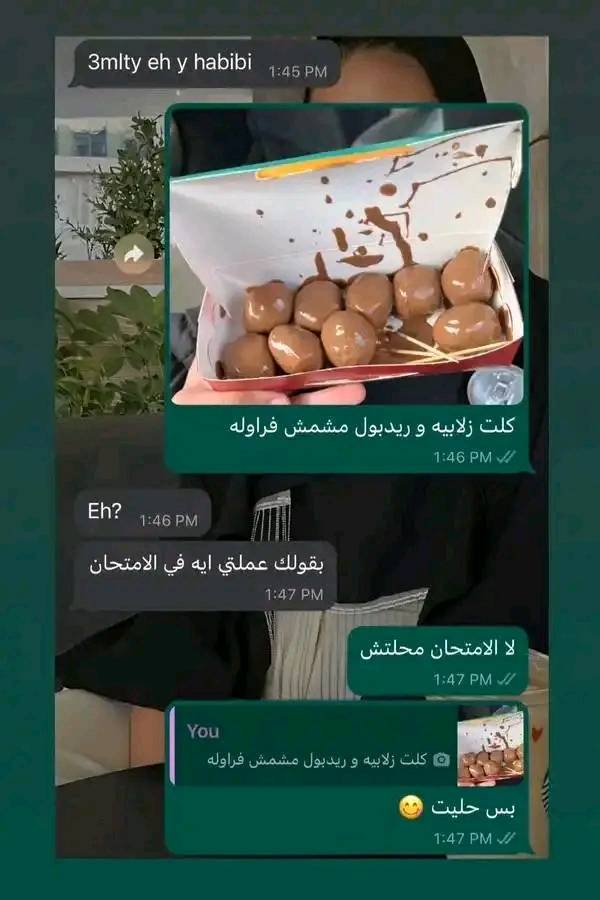 3mlty eh y habibi
1:45 PM
كلت زلابيه و ريدبول مشمش فراوله
1:46 PM
Eh?
1:46 PM
بقولك عملتي ايه في الامتحان
1:47 PM
لا الامتحان محلتش
1:47 PM
You
كلت زلابيه و ريدبول مشمش فراوله
بس حليت 😋
1:47 PM